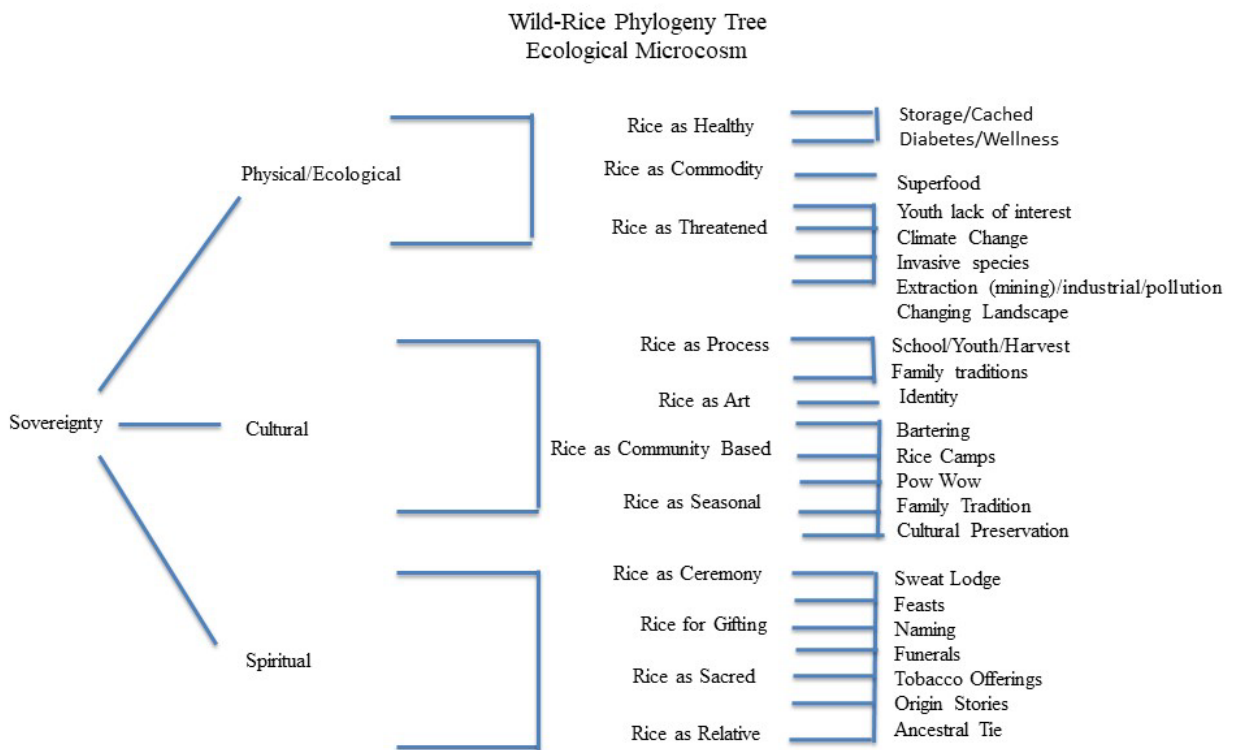 Wild-Rice Phylogeny Tree
Ecological Microcosm
Sovereignty
Physical/Ecological
Rice as Healthy
Storage/Cached
Diabetes/Wellness
Rice as Commodity
Superfood
Rice as Threatened
Youth lack of interest
Climate Change
Invasive species
Extraction (mining)/industrial/pollution
Changing Landscape
Cultural
Rice as Process
School/Youth/Harvest
Family traditions
Rice as Art
Identity
Rice as Community Based
Rice as Seasonal
Bartering
Rice Camps
Pow Wow
Family Tradition
Cultural Preservation
Spiritual
Rice as Ceremony
Rice for Gifting
Rice as Sacred
Rice as Relative
Sweat Lodge
Feasts
Naming
Funerals
Tobacco Offerings
Origin Stories
Ancestral Tie